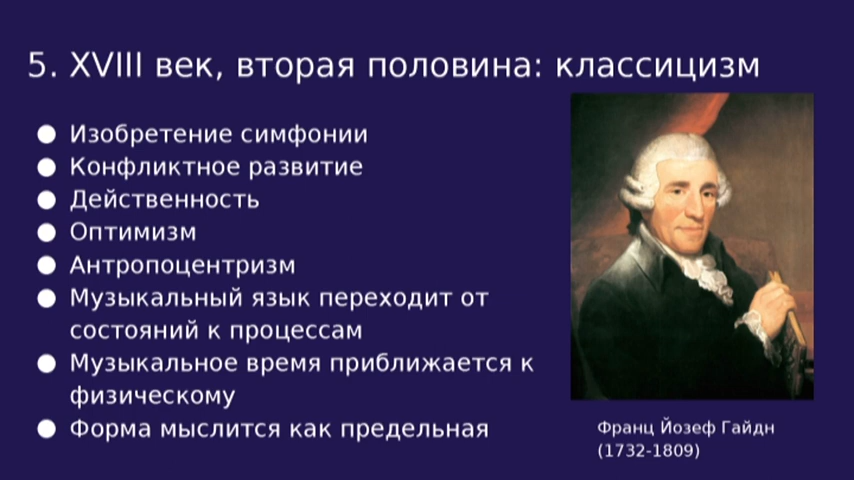 5. XVIII век, вторая половина: классицизм
● Изобретение симфонии
● Конфликтное развитие
● Действенность
● Оптимизм
● Антропоцентризм
● Музыкальный язык переходит от
состояний к процессам
● Музыкальное время приближается к
физическому
● Форма мыслится как предельная
Франц Йозеф Гайдн
(1732-1809)